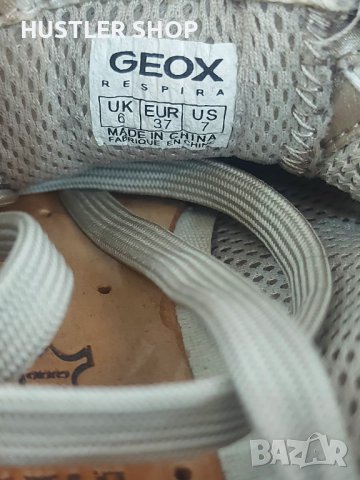 HUSTLER SHOP
GEOX
RESPIRA
UK EUR US
6 37 7
MADE IN CHINA
FABRIQUE EN CHINE
BAZAR